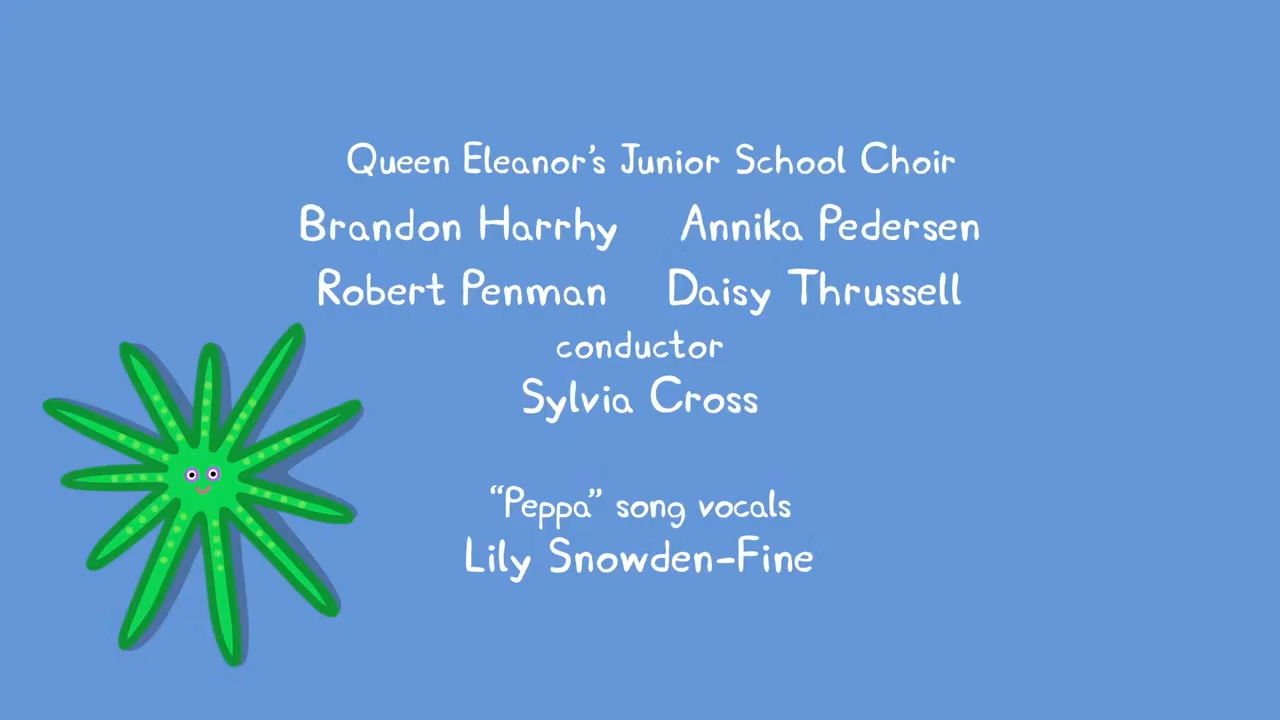 Queen Eleanor's Junior School Choir
Brandon Harrhy Annika Pedersen
Robert Penman Daisy Thrussell
conductor
Sylvia Cross
“Peppa” song vocals
Lily Snowden-Fine